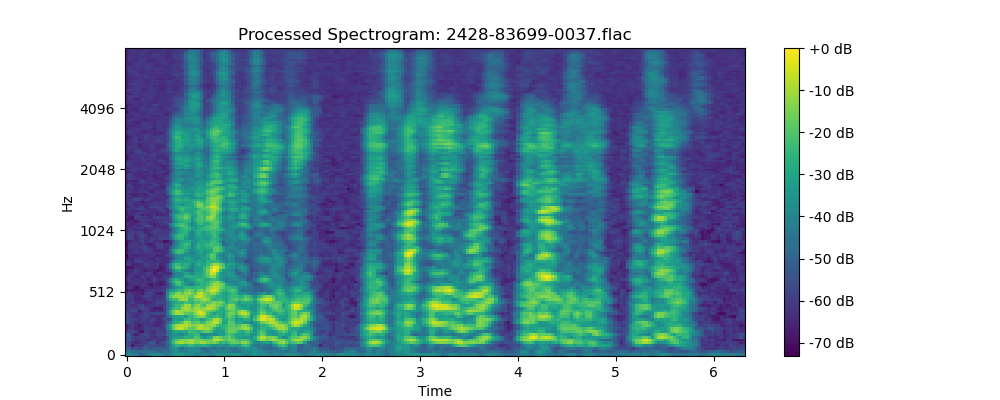 Processed Spectrogram: 2428-83699-0037.flac
+0 dB
-10 dB
-20 dB
-30 dB
-40 dB
-50 dB
-60 dB
-70 dB
4096
2048
1024
512
0
Hz
0 1 2 3 4 5 6
Time